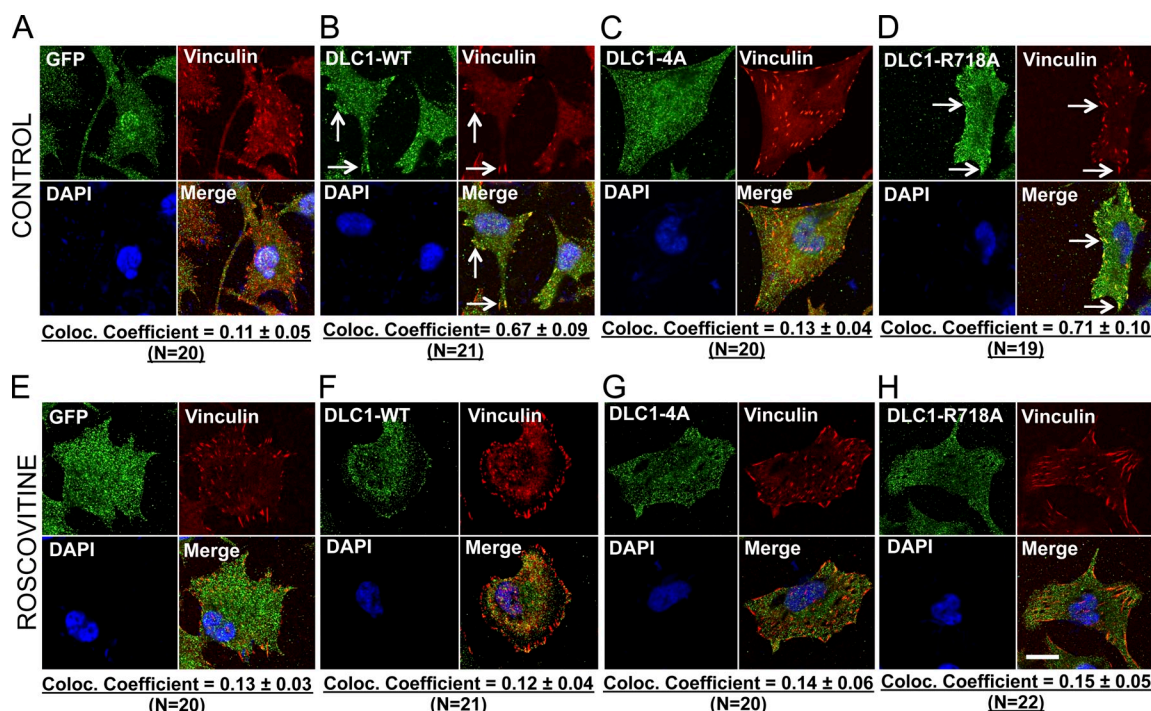 A B C D
GFP Vinculin DLC1-WT Vinculin DLC1-4A Vinculin DLC1-R718A Vinculin
CONTROL
DAPI Merge DAPI Merge DAPI Merge DAPI Merge
Coloc. Coefficient = 0.11 ± 0.05 Coloc. Coefficient= 0.67 ± 0.09 Coloc. Coefficient = 0.13 ± 0.04 Coloc. Coefficient = 0.71 ± 0.10
(N=20) (N=21) (N=20) (N=19)
E F G H
GFP Vinculin DLC1-WT Vinculin DLC1-4A Vinculin DLC1-R718A Vinculin
ROSCOVITINE
DAPI Merge DAPI Merge DAPI Merge DAPI Merge
Coloc. Coefficient = 0.13 ± 0.03 Coloc. Coefficient = 0.12 ± 0.04 Coloc. Coefficient = 0.14 ± 0.06 Coloc. Coefficient = 0.15 ± 0.05
(N=20) (N=21) (N=20) (N=22)